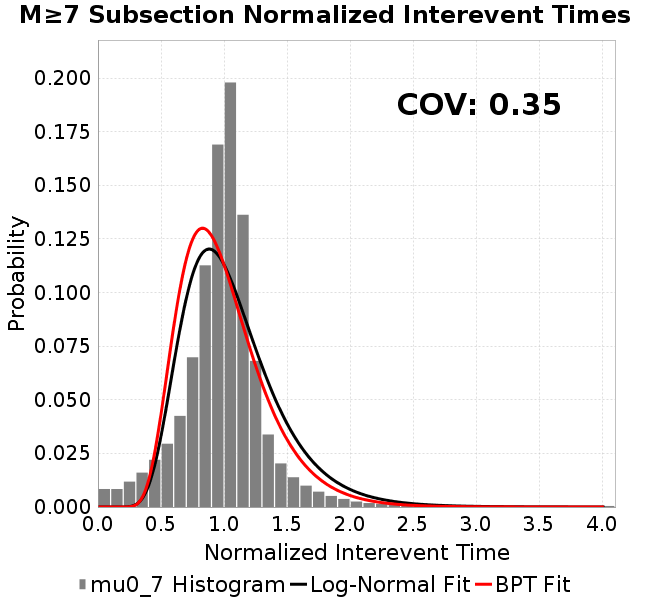 M≥7 Subsection Normalized Interevent Times
COV: 0.35
Probability
0.200
0.175
0.150
0.125
0.100
0.075
0.050
0.025
0.000
0.0 0.5 1.0 1.5 2.0 2.5 3.0 3.5 4.0
Normalized Interevent Time
mu0_7 Histogram Log-Normal Fit BPT Fit